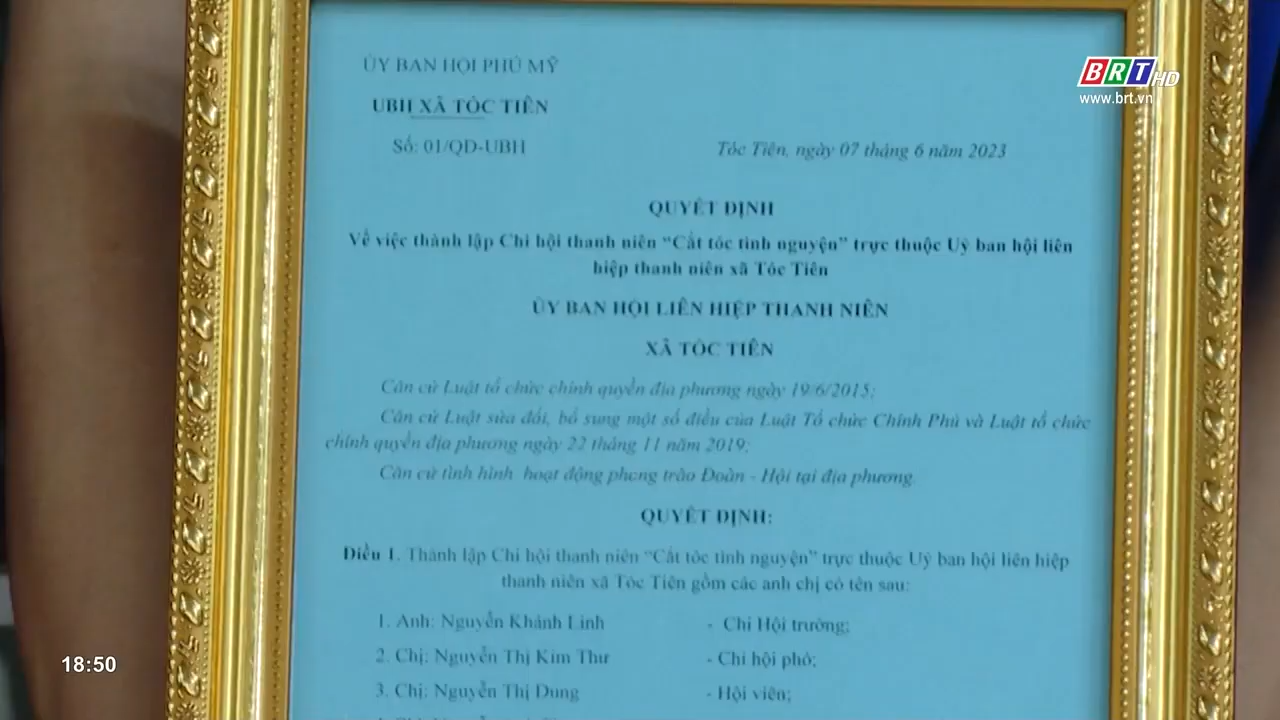 ỦY BAN HỘI PHÚ MỸ
UBH XÃ TÓC TIÊN
Số: 01/QD-UBH
Tóc Tiên, ngày 07 tháng 6 năm 2023
QUYẾT ĐỊNH
Về việc thành lập Chi hội thanh niên “Cắt tóc tình nguyện” trực thuộc Uỷ ban hội liên
hiệp thanh niên xã Tóc Tiên
ỦY BAN HỘI LIÊN HIỆP THANH NIÊN
XÃ TÓC TIÊN
Căn cứ Luật tổ chức chính quyền địa phương ngày 19/6/2015;
Căn cứ Luật sửa đổi, bổ sung một số điều của Luật Tổ chức Chính Phủ và Luật tổ chức
chính quyền địa phương ngày 22 tháng 11 năm 2019;
Căn cứ tình hình hoạt động phong trào Đoàn - Hội tại địa phương.
QUYẾT ĐỊNH:
Điều 1. Thành lập Chi hội thanh niên “Cắt tóc tình nguyện” trực thuộc Uỷ ban hội liên hiệp
thanh niên xã Tóc Tiên gồm các anh chị có tên sau:
1. Anh: Nguyễn Khánh Linh - Chi Hội trưởng;
2. Chị: Nguyễn Thị Kim Thư - Chi hội phó;
3. Chị: Nguyễn Thị Dung - Hội viên;
BRT HD
www.brt.vn
18:50